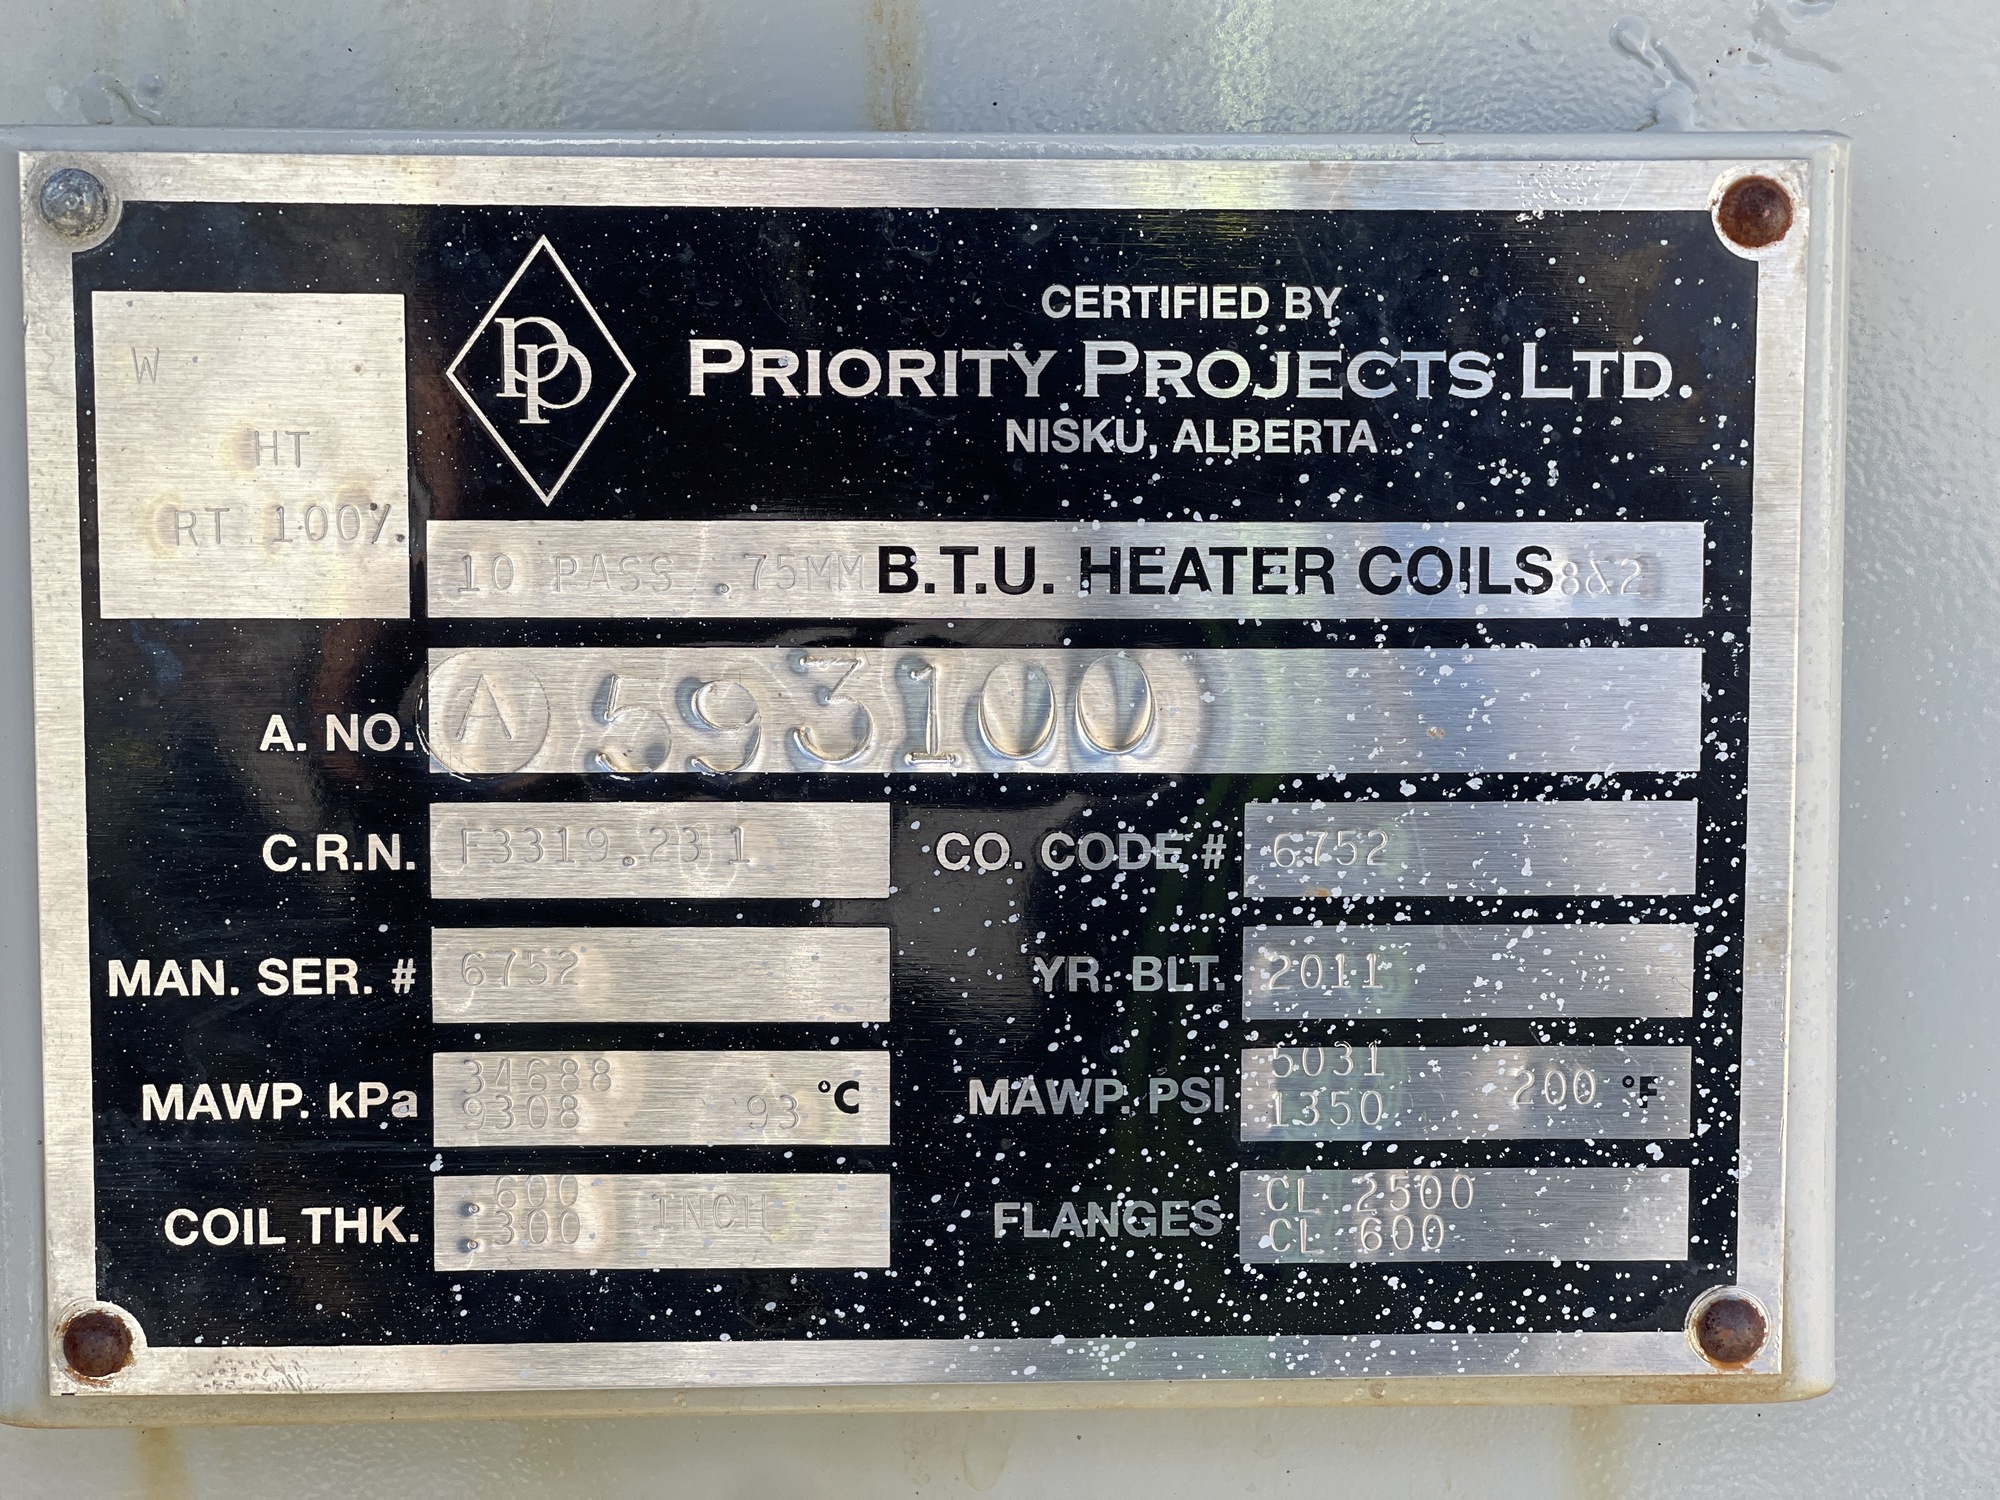 CERTIFIED BY
PRIORITY PROJECTS LTD.
NISKU, ALBERTA
W
HT
RT 100%
10 PASS .75MM B.T.U. HEATER COILS 8&2
A. NO. A 593100
C.R.N. F3319.231 CO. CODE # 6752
MAN. SER. # 6752 YR. BLT. 2011
MAWP. kPa 34688 9308 93 °C MAWP. PSI 5031 1350 200 °F
COIL THK. .600 .300 INCH FLANGES CL 2500 CL 600